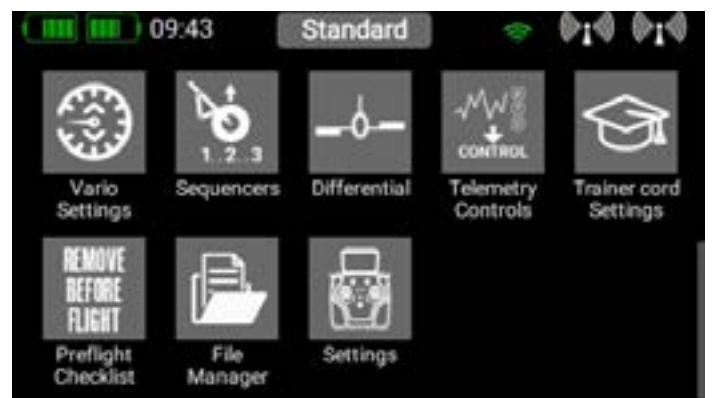 09:43 Standard
1..2..3
CONTROL
Vario
Settings
Sequencers
Differential
Telemetry
Controls
Trainer cord
Settings
REMOVE
BEFORE
FLIGHT
Preflight
Checklist
File
Manager
Settings